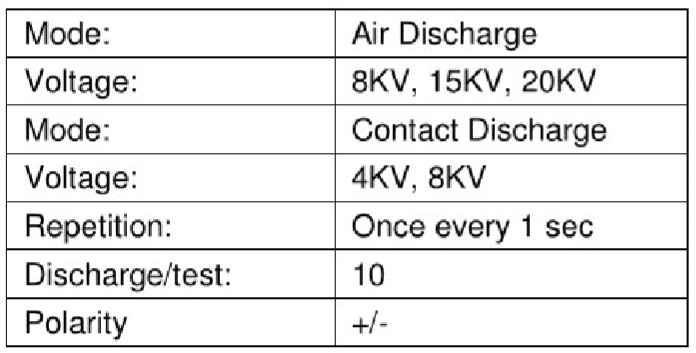 Mode: Air Discharge
Voltage: 8KV, 15KV, 20KV
Mode: Contact Discharge
Voltage: 4KV, 8KV
Repetition: Once every 1 sec
Discharge/test: 10
Polarity +/-